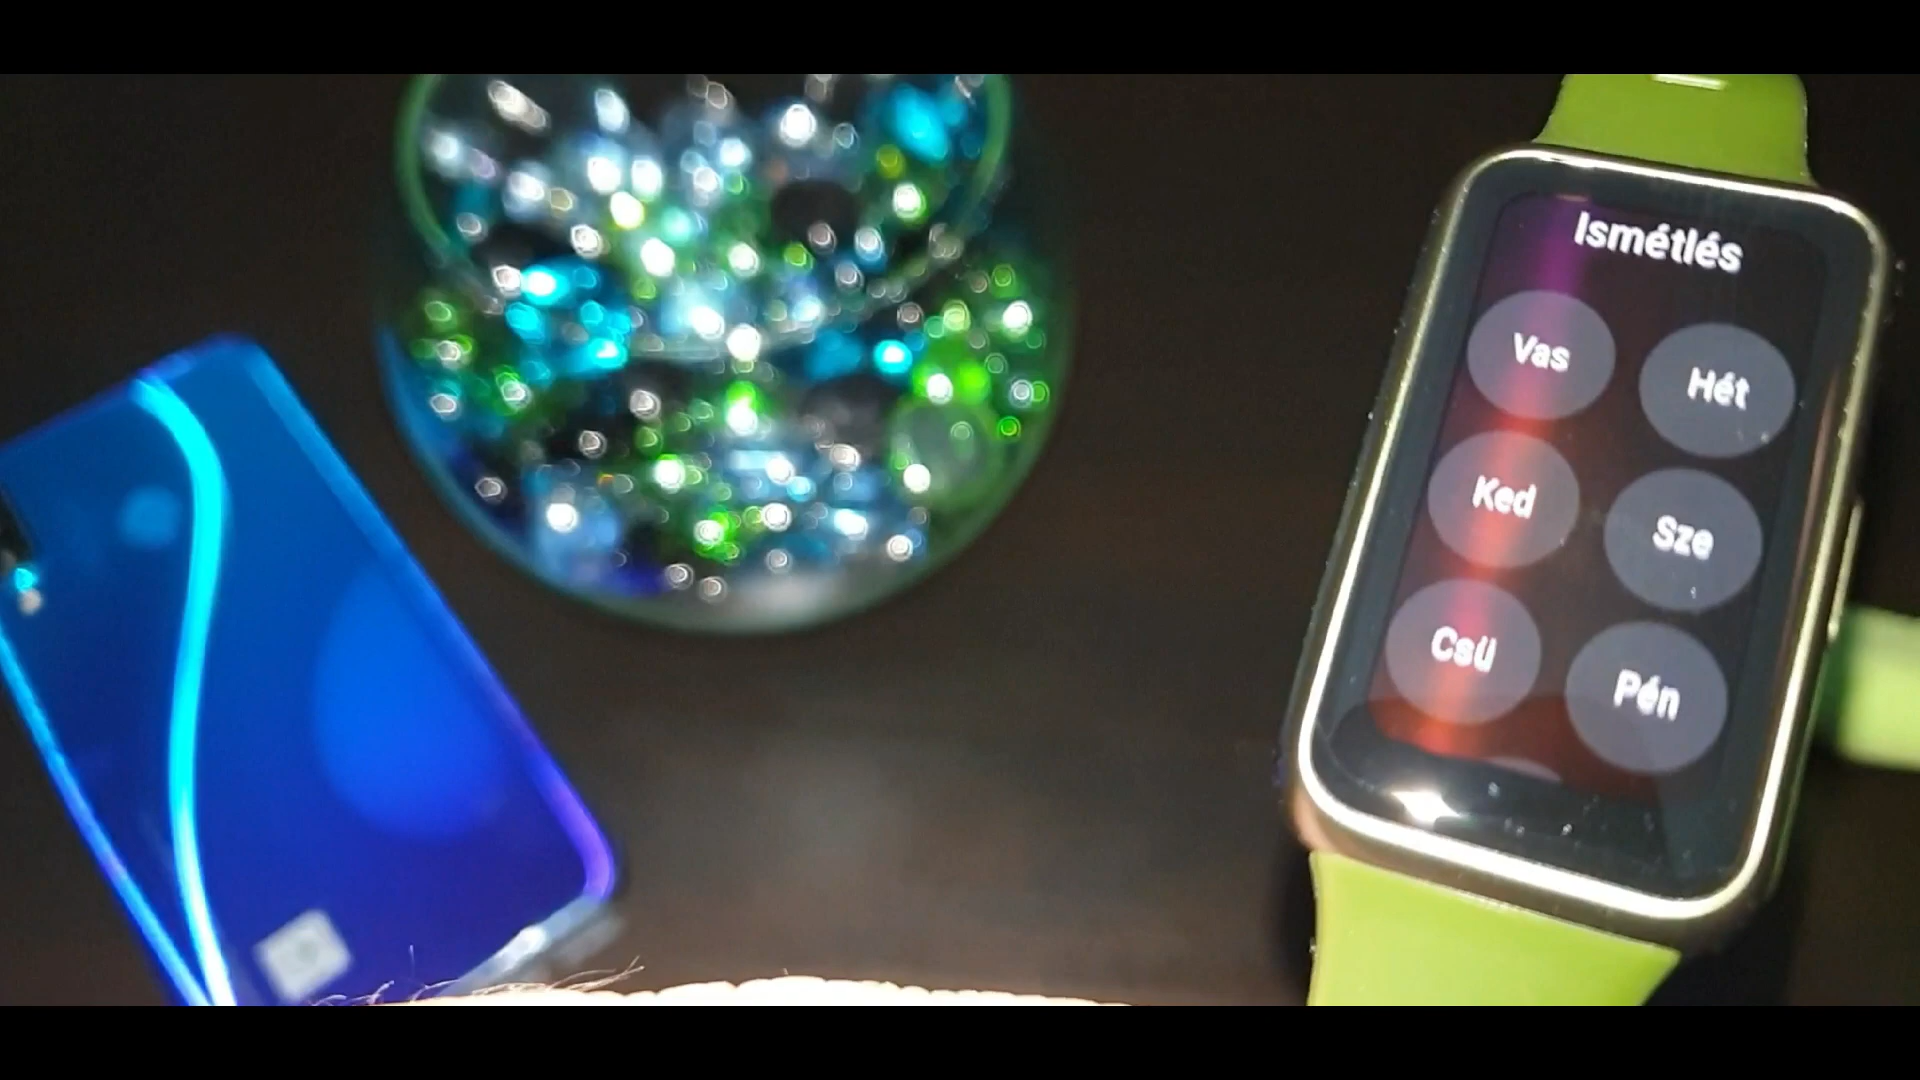 Ismétlés
Vas
Hét
Ked
Sze
Csü
Pén